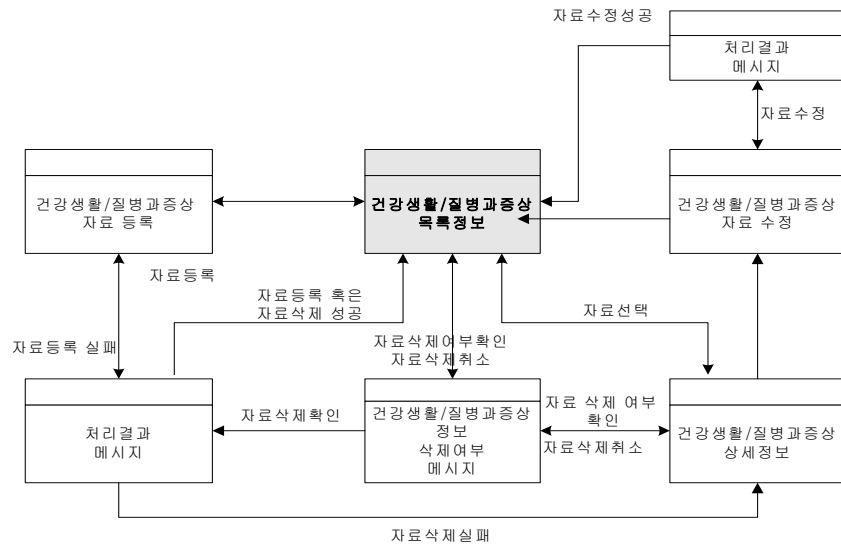 자료수정성공
처리결과
메시지
자료수정
건강생활/질병과증상
자료 등록
건강생활/질병과증상
목록정보
건강생활/질병과증상
자료 수정
자료등록
자료등록 혹은
자료삭제 성공
자료선택
자료등록 실패
자료삭제여부확인
자료삭제취소
처리결과
메시지
자료삭제확인
건강생활/질병과증상
정보
삭제여부
메시지
자료 삭제 여부
확인
자료삭제취소
건강생활/질병과증상
상세정보
자료삭제실패